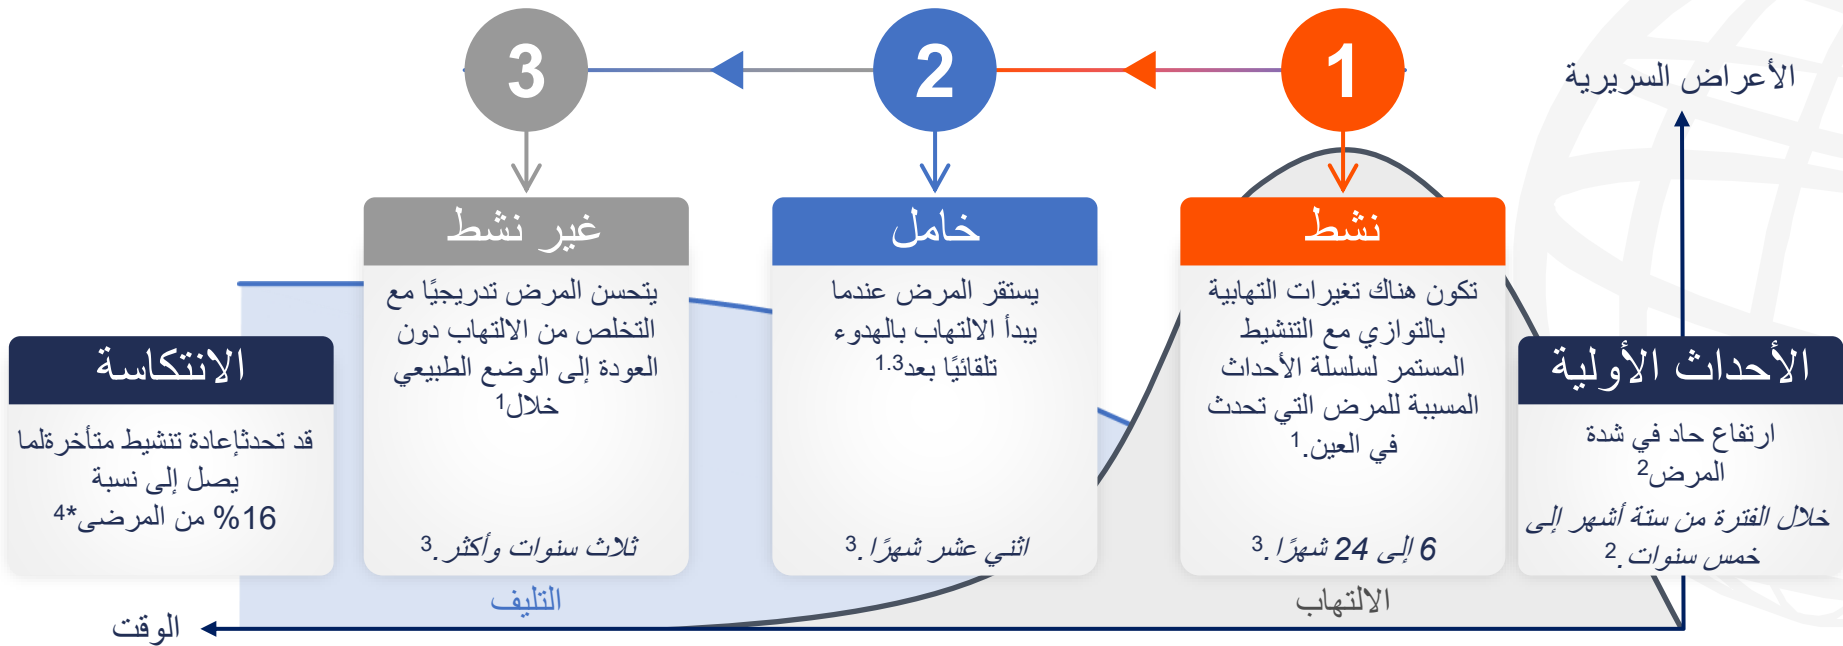 الأعراض السريرية
1
2
3
الأحداث الأولية
ارتفاع حاد في شدة
المرض2
خلال الفترة من ستة أشهر إلى
خمس سنوات.2
نشط
تكون هناك تغيرات التهابية
بالتوازي مع التنشيط
المستمر لسلسلة الأحداث
المسببة للمرض التي تحدث
في العين.1
6 إلى 24 شهرًا.3
خامل
يستقر المرض عندما
يبدأ الالتهاب بالهدوء
تلقائيًا بعد1.3
اثني عشر شهرًا.3
غير نشط
يتحسن المرض تدريجيًا مع
التخلص من الالتهاب دون
العودة إلى الوضع الطبيعي
خلال1
ثلاث سنوات وأكثر.3
الانتكاسة
قد تحدثإعادة تنشيط متأخرةلما
يصل إلى نسبة
16% من المرضى*4
الالتهاب
التليف
الوقت